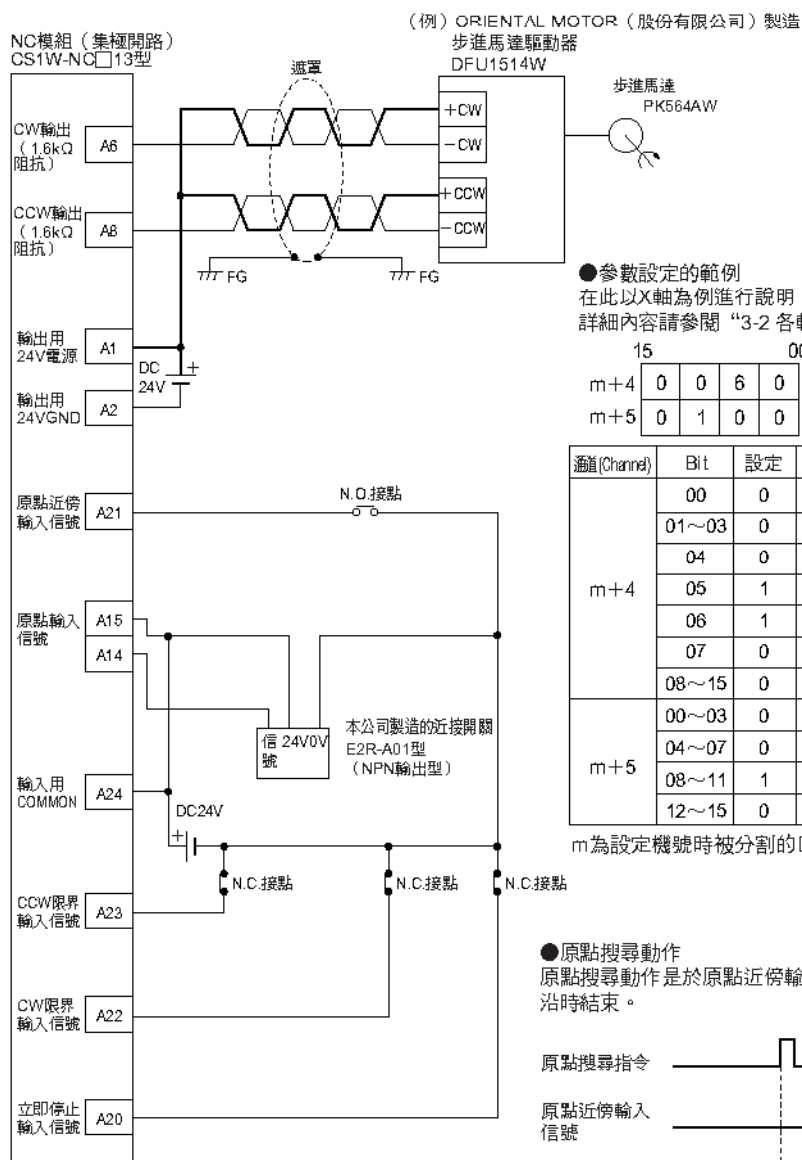 （例）ORIENTAL MOTOR（股份有限公司）製造
步進馬達驅動器
DFU1514W
NC模組（集極開路）
CS1W-NC□13型
遮罩
步進馬達
PK564AW
CW輸出
（1.6kΩ
阻抗）
A6
+CW
−CW
CCW輸出
（1.6kΩ
阻抗）
A8
+CCW
−CCW
FG
FG
輸出用
24V電源
A1
DC
24V
+
輸出用
24VGND
A2
原點近傍
輸入信號
A21
N.O.接點
原點輸入
信號
A15
A14
信號
24V0V
本公司製造的近接開關
E2R-A01型
（NPN輸出型）
輸入用
COMMON
A24
DC24V
+
CCW限界
輸入信號
A23
N.C.接點
N.C.接點
N.C.接點
CW限界
輸入信號
A22
立即停止
輸入信號
A20
●參數設定的範例
在此以X軸為例進行說明
詳細內容請參閱“3-2 各
15 00
m+4 0 0 6 0
m+5 0 1 0 0
通道(Channel) Bit 設定
m+4
00 0
01～03 0
04 0
05 1
06 1
07 0
08～15 0
m+5
00～03 0
04～07 0
08～11 1
12～15 0
m為設定機號時被分割的
●原點搜尋動作
原點搜尋動作是於原點近傍輸
沿時結束。
原點搜尋指令
原點近傍輸入
信號